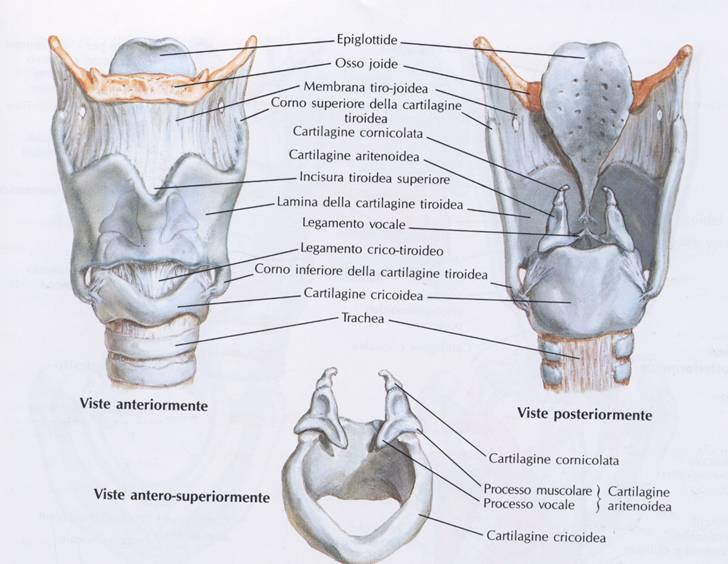 Epiglottide
Osso joide
Membrana tiro-joidea
Corno superiore della cartilagine
tiroidea
Cartilagine cornicolata
Cartilagine aritenoidea
Incisura tiroidea superiore
Lamina della cartilagine tiroidea
Legamento vocale
Legamento crico-tiroideo
Corno inferiore della cartilagine tiroidea
Cartilagine cricoidea
Trachea
Viste anteriormente
Viste posteriormente
Cartilagine cornicolata
Viste antero-superiormente
Processo muscolare } Cartilagine
Processo vocale } aritenoidea
Cartilagine cricoidea